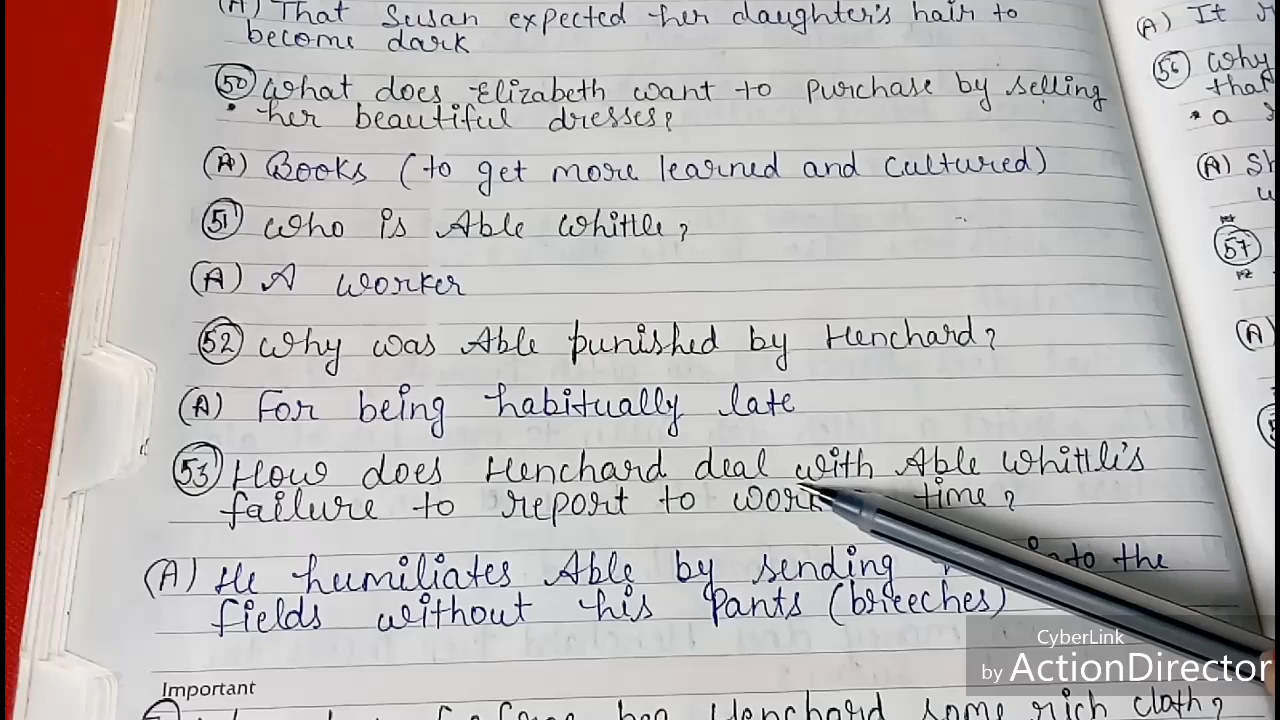 (A) That Susan expected her daughter's hair to
become dark
50 What does Elizabeth want to purchase by selling
her beautiful dresses?
(A) Books (to get more learned and cultured)
51 Who is Able Whittle?
(A) A worker
52 Why was Able punished by Henchard?
(A) For being habitually late
53 How does Henchard deal with Able Whittle's
failure to report to work time?
(A) He humiliates Able by sending into the
fields without his pants (breeches)
Important
Henchard some rich cloth?
(A) It
56 Why
that
* a
(A) Sh
57
(A)
CyberLink
by ActionDirector